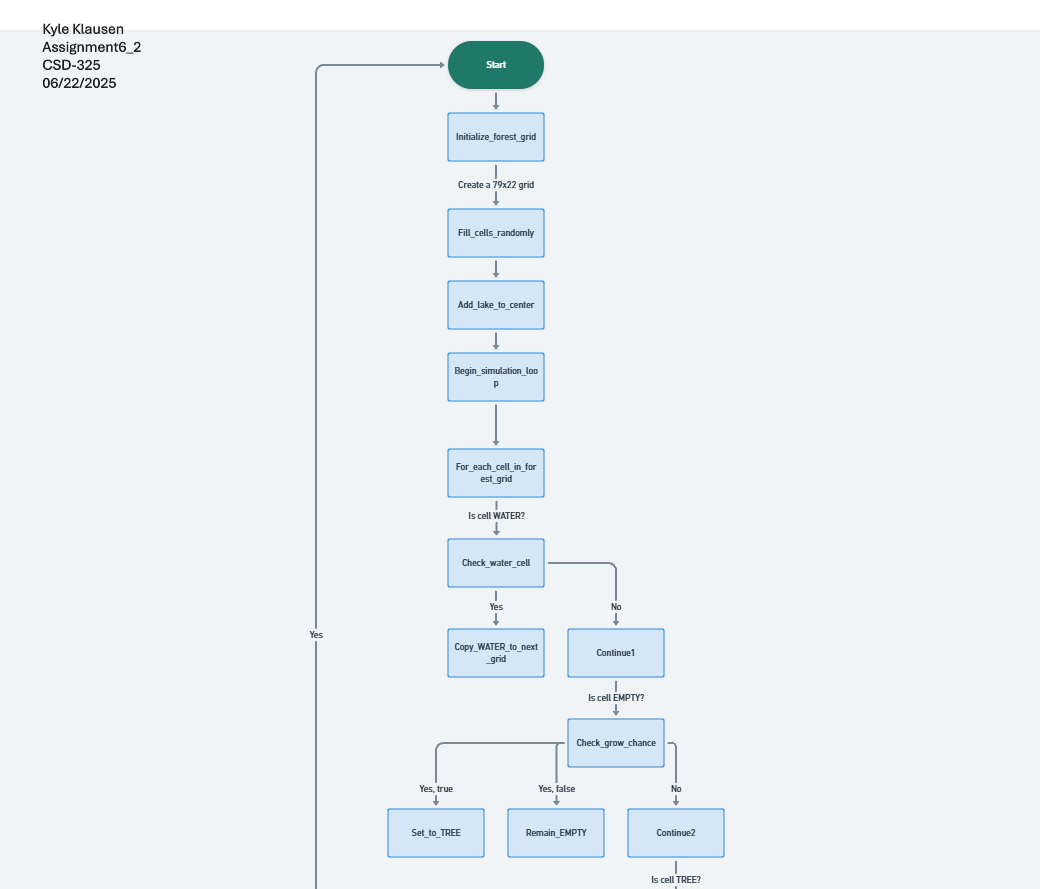 Kyle Klausen
Assignment6_2
CSD-325
06/22/2025
Start
Initialize_forest_grid
Create a 79x22 grid
Fill_cells_randomly
Add_lake_to_center
Begin_simulation_loo
p
For_each_cell_in_for
est_grid
Is cell WATER?
Check_water_cell
Yes
No
Yes
Copy_WATER_to_next
_grid
Continue1
Is cell EMPTY?
Check_grow_chance
Yes, true
Yes, false
No
Set_to_TREE
Remain_EMPTY
Continue2
Is cell TREE?